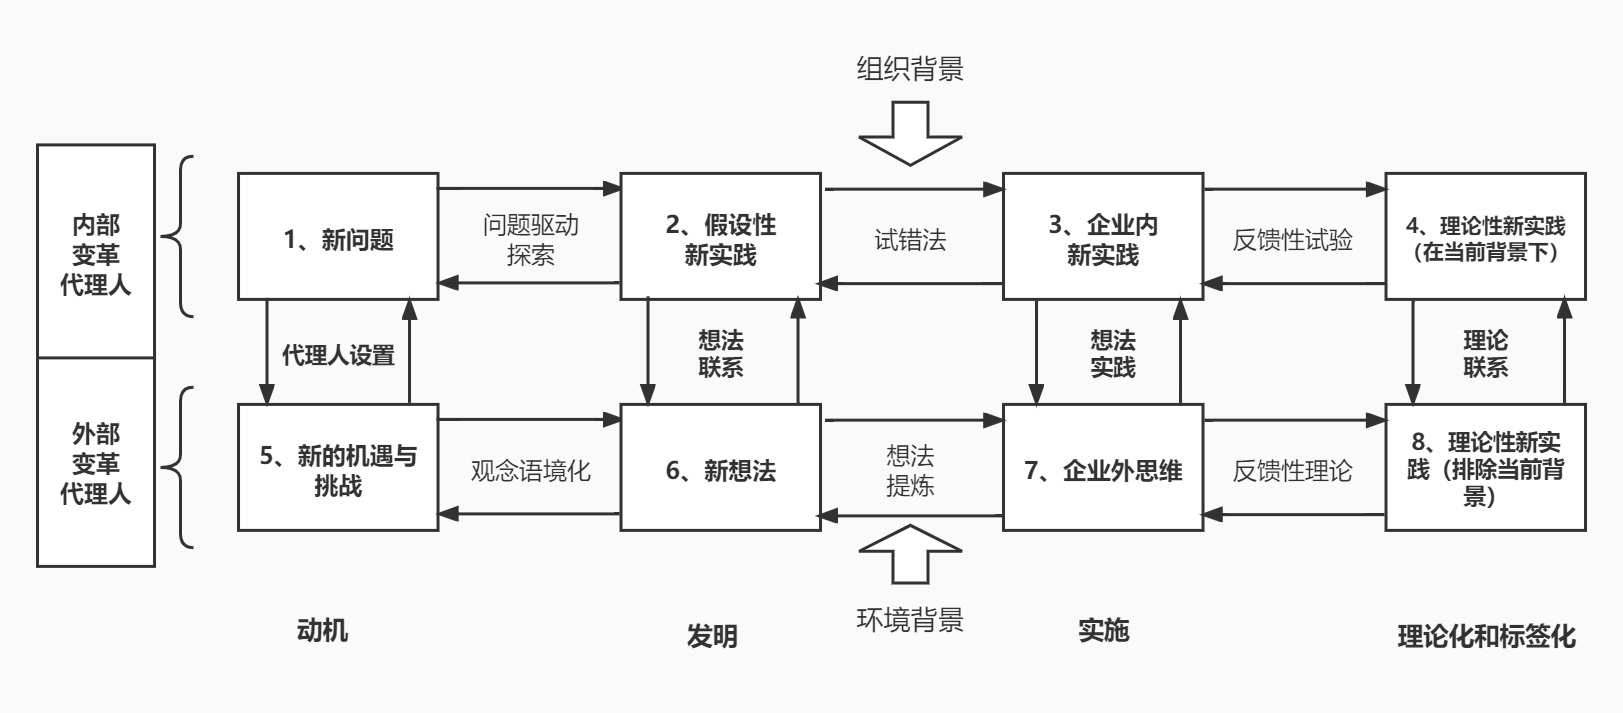 组织背景
内部
变革
代理人
1、新问题
问题驱动
探索
2、假设性
新实践
试错法
3、企业内
新实践
反馈性试验
4、理论性新实践
（在当前背景下）
代理人设置
想法
联系
想法
实践
理论
联系
外部
变革
代理人
5、新的机遇与
挑战
观念语境化
6、新想法
想法
提炼
7、企业外思维
反馈性理论
8、理论性新实
践（排除当前背
景）
环境背景
动机
发明
实施
理论化和标签化